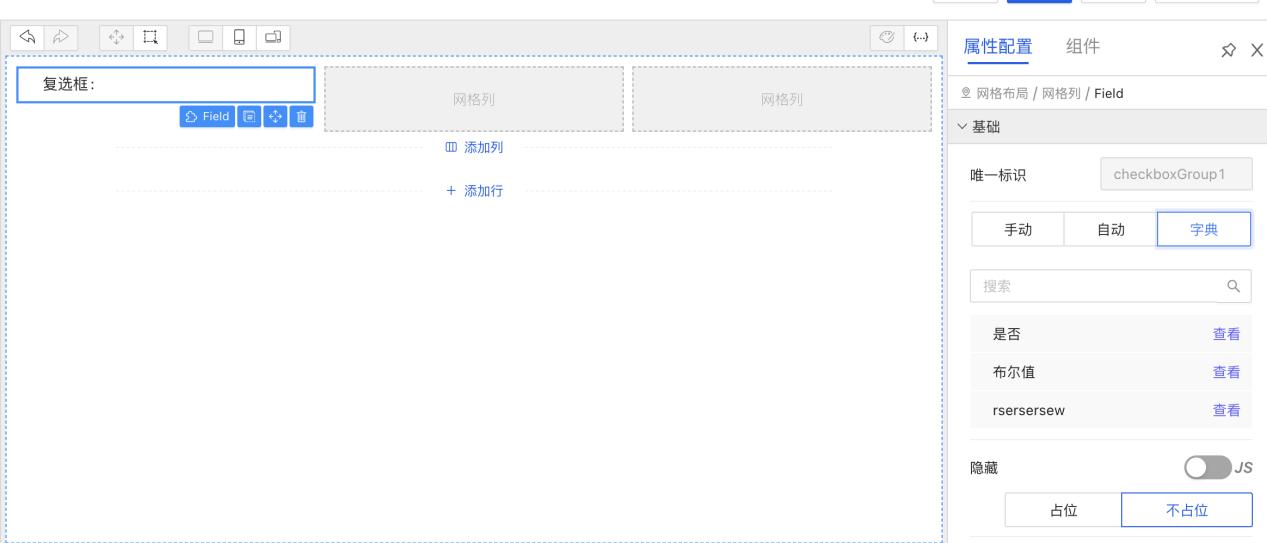 {...}
复选框：
Field
网格列
网格列
添加列
添加行
属性配置 组件
网格布局 / 网格列 / Field
基础
唯一标识 checkboxGroup1
手动 自动 字典
搜索
是否 查看
布尔值 查看
rsersersew 查看
隐藏 JS
占位 不占位